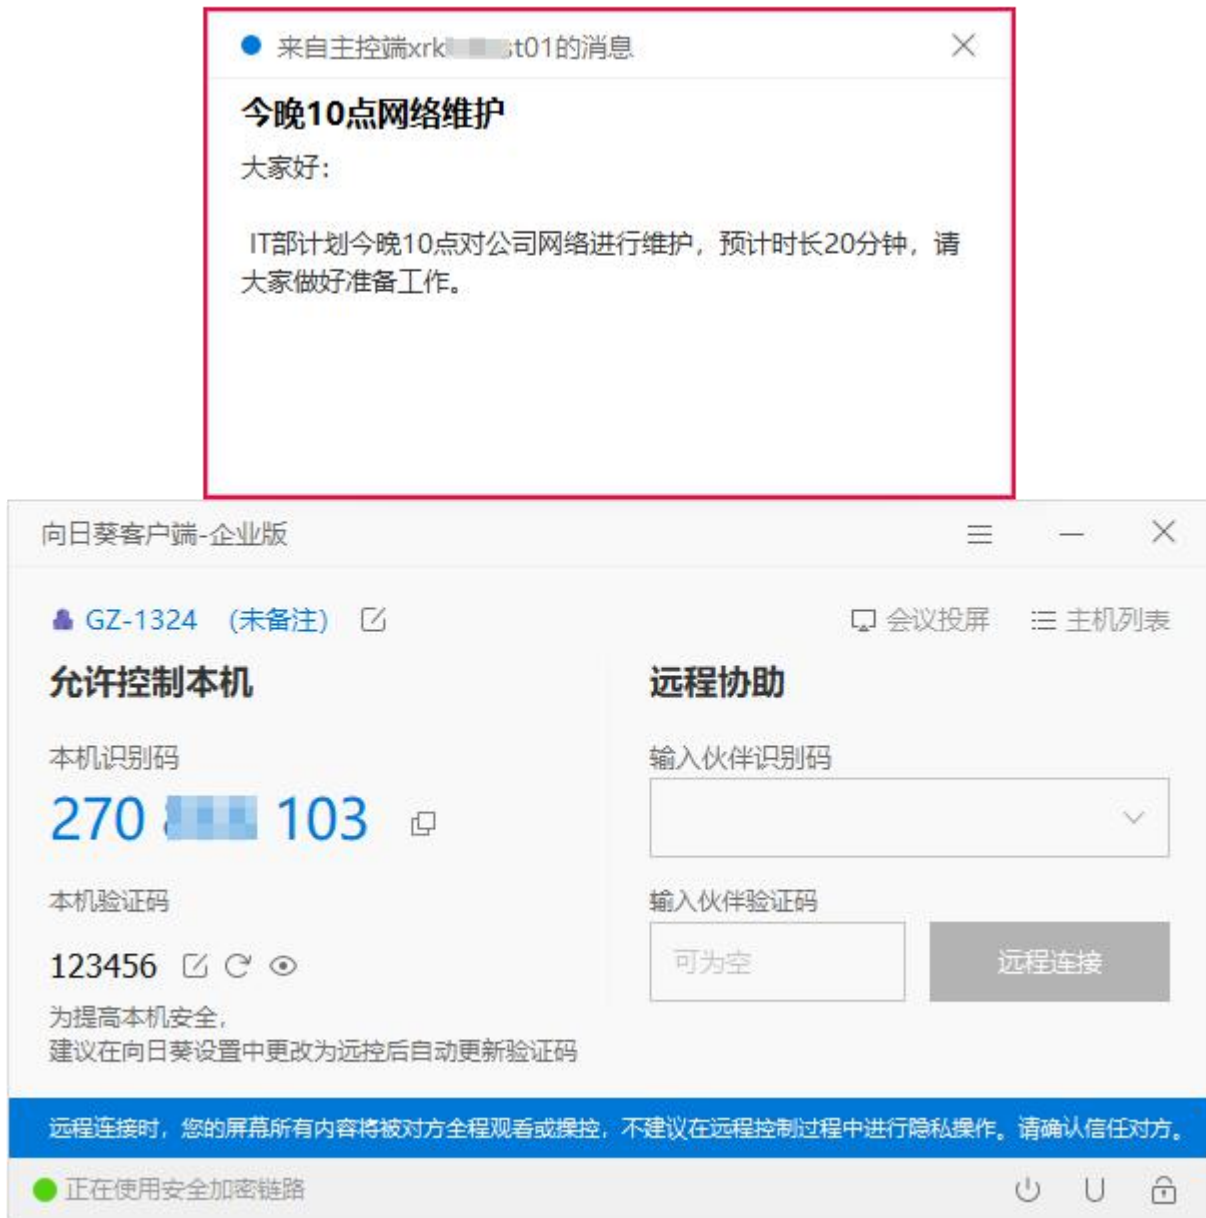 来自主控端xrk st01的消息
今晚10点网络维护
大家好：
IT部计划今晚10点对公司网络进行维护，预计时长20分钟，请
大家做好准备工作。
向日葵客户端-企业版
GZ-1324 (未备注)
会议投屏 主机列表
允许控制本机
本机识别码
270 103
本机验证码
123456
为提高本机安全，
建议在向日葵设置中更改为远控后自动更新验证码
远程协助
输入伙伴识别码
输入伙伴验证码
可为空 远程连接
远程连接时，您的屏幕所有内容将被对方全程观看或操控，不建议在远程控制过程中进行隐私操作。请确认信任对方。
正在使用安全加密链路